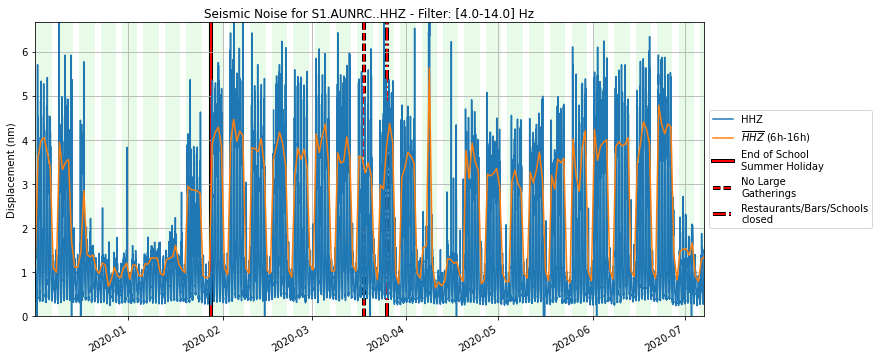 Seismic Noise for S1.AUNRC..HHZ - Filter: [4.0-14.0] Hz
Displacement (nm)
6
5
4
3
2
1
0
2020-01
2020-02
2020-03
2020-04
2020-05
2020-06
2020-07
HHZ
HHZ (6h-16h)
End of School
Summer Holiday
No Large
Gatherings
Restaurants/Bars/Schools
closed